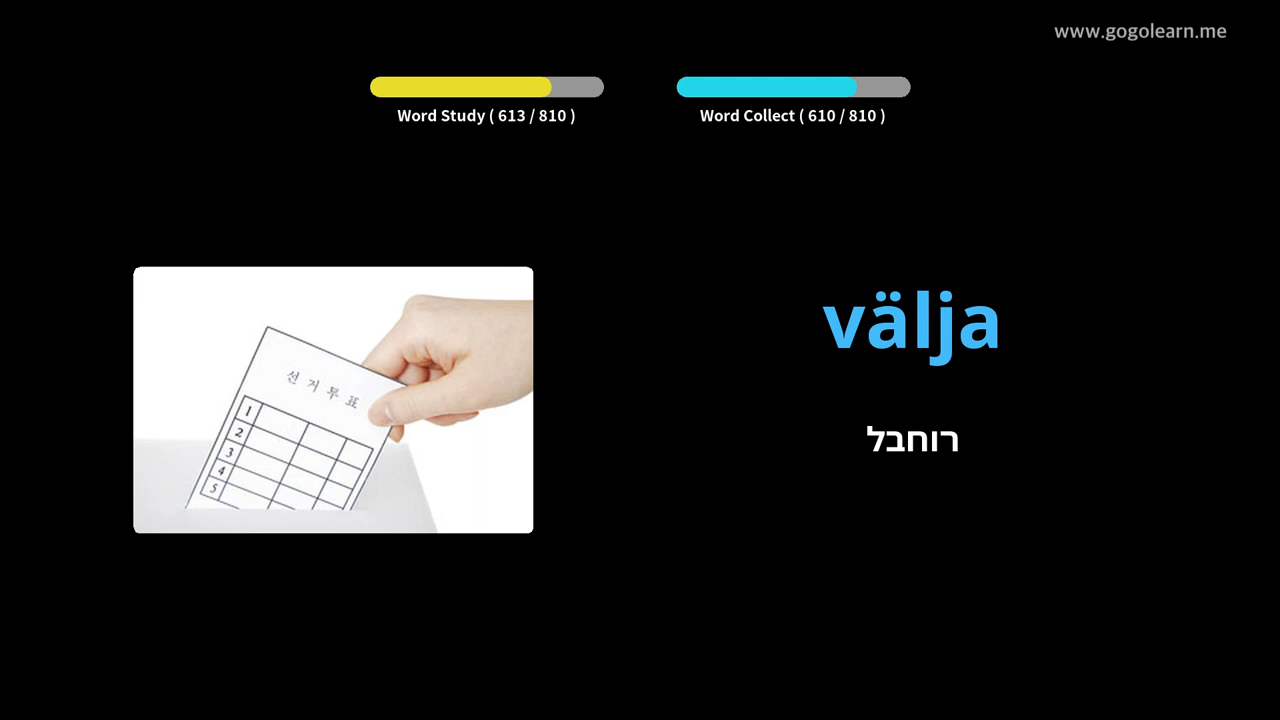 www.gogolearn.me
Word Study ( 613 / 810 )
Word Collect ( 610 / 810 )
선거투표
1
2
3
4
5
välja
רוחבל